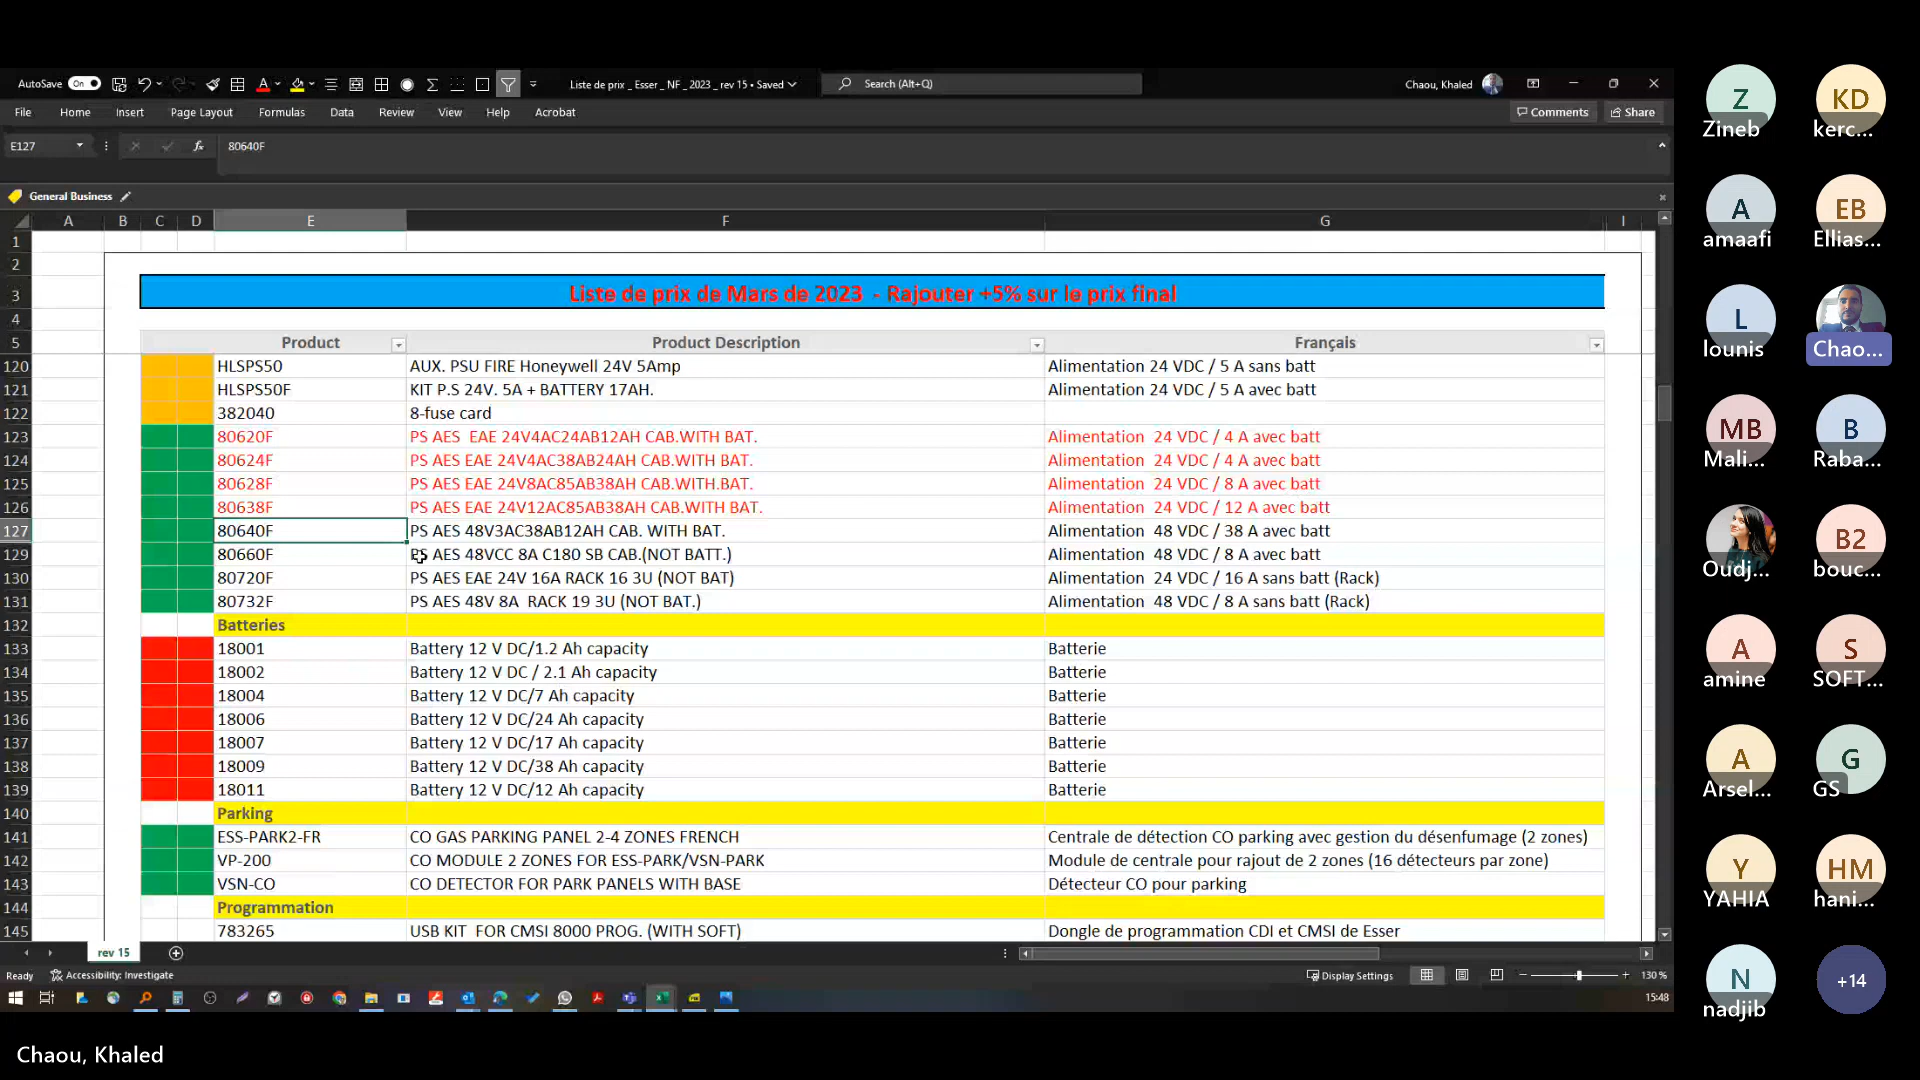 AutoSave On Liste de prix _ Esser _ NF _ 2023 _ rev 15 • Saved Search (Alt+Q) Chaou, Khaled
File Home Insert Page Layout Formulas Data Review View Help Acrobat Comments Share
E127 fx 80640F
General Business
A B C D E F G I
1
2
3 Liste de prix de Mars de 2023 - Rajouter +5% sur le prix final
4
5 Product Product Description Français
120 HLSPS50 AUX. PSU FIRE Honeywell 24V 5Amp Alimentation 24 VDC / 5 A sans batt
121 HLSPS50F KIT P.S 24V. 5A + BATTERY 17AH. Alimentation 24 VDC / 5 A avec batt
122 382040 8-fuse card
123 80620F PS AES EAE 24V4AC24AB12AH CAB.WITH BAT. Alimentation 24 VDC / 4 A avec batt
124 80624F PS AES EAE 24V4AC38AB24AH CAB.WITH BAT. Alimentation 24 VDC / 4 A avec batt
125 80628F PS AES EAE 24V8AC85AB38AH CAB.WITH.BAT. Alimentation 24 VDC / 8 A avec batt
126 80638F PS AES EAE 24V12AC85AB38AH CAB.WITH BAT. Alimentation 24 VDC / 12 A avec batt
127 80640F PS AES 48V3AC38AB12AH CAB. WITH BAT. Alimentation 48 VDC / 38 A avec batt
129 80660F PS AES 48VCC 8A C180 SB CAB.(NOT BATT.) Alimentation 48 VDC / 8 A avec batt
130 80720F PS AES EAE 24V 16A RACK 16 3U (NOT BAT) Alimentation 24 VDC / 16 A sans batt (Rack)
131 80732F PS AES 48V 8A RACK 19 3U (NOT BAT.) Alimentation 48 VDC / 8 A sans batt (Rack)
132 Batteries
133 18001 Battery 12 V DC/1.2 Ah capacity Batterie
134 18002 Battery 12 V DC / 2.1 Ah capacity Batterie
135 18004 Battery 12 V DC/7 Ah capacity Batterie
136 18006 Battery 12 V DC/24 Ah capacity Batterie
137 18007 Battery 12 V DC/17 Ah capacity Batterie
138 18009 Battery 12 V DC/38 Ah capacity Batterie
139 18011 Battery 12 V DC/12 Ah capacity Batterie
140 Parking
141 ESS-PARK2-FR CO GAS PARKING PANEL 2-4 ZONES FRENCH Centrale de détection CO parking avec gestion du désenfumage (2 zones)
142 VP-200 CO MODULE 2 ZONES FOR ESS-PARK/VSN-PARK Module de centrale pour rajout de 2 zones (16 détecteurs par zone)
143 VSN-CO CO DETECTOR FOR PARK PANELS WITH BASE Détecteur CO pour parking
144 Programmation
145 783265 USB KIT FOR CMSI 8000 PROG. (WITH SOFT) Dongle de programmation CDI et CMSI de Esser
rev 15
Ready Accessibility: Investigate Display Settings 130 %
15:48
Chaou, Khaled
Z KD
Zineb kerc...
A EB
amaafi Ellias...
L
lounis Chao...
MB B
Mali... Raba...
B2
Oudj... bouc...
A S
amine SOFT...
A G
Arsel... GS
Y HM
YAHIA hani...
N +14
nadjib